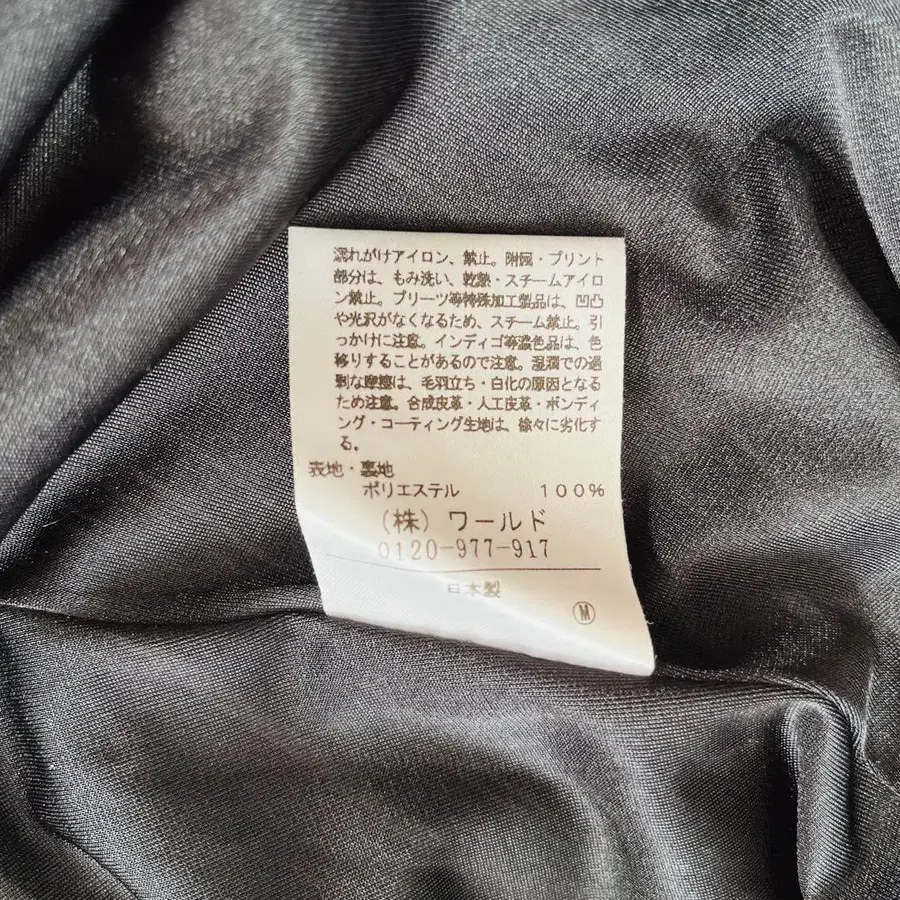 濡れがけアイロン、禁止。附属・プリント
部分は、もみ洗い、乾熱・スチームアイロ
ン禁止。プリーツ等特殊加工製品は、凹凸
や光沢がなくなるため、スチーム禁止。引
っかけに注意。インディゴ等濃色品は、色
移りすることがあるので注意。湿潤での過
剰な摩擦は、毛羽立ち・白化の原因となる
ため注意。合成皮革・人工皮革・ボンディ
ング・コーティング生地は、徐々に劣化す
る。
表地・裏地
ポリエステル 100%
(株) ワールド
0120-977-917
日本製
Ⓜ